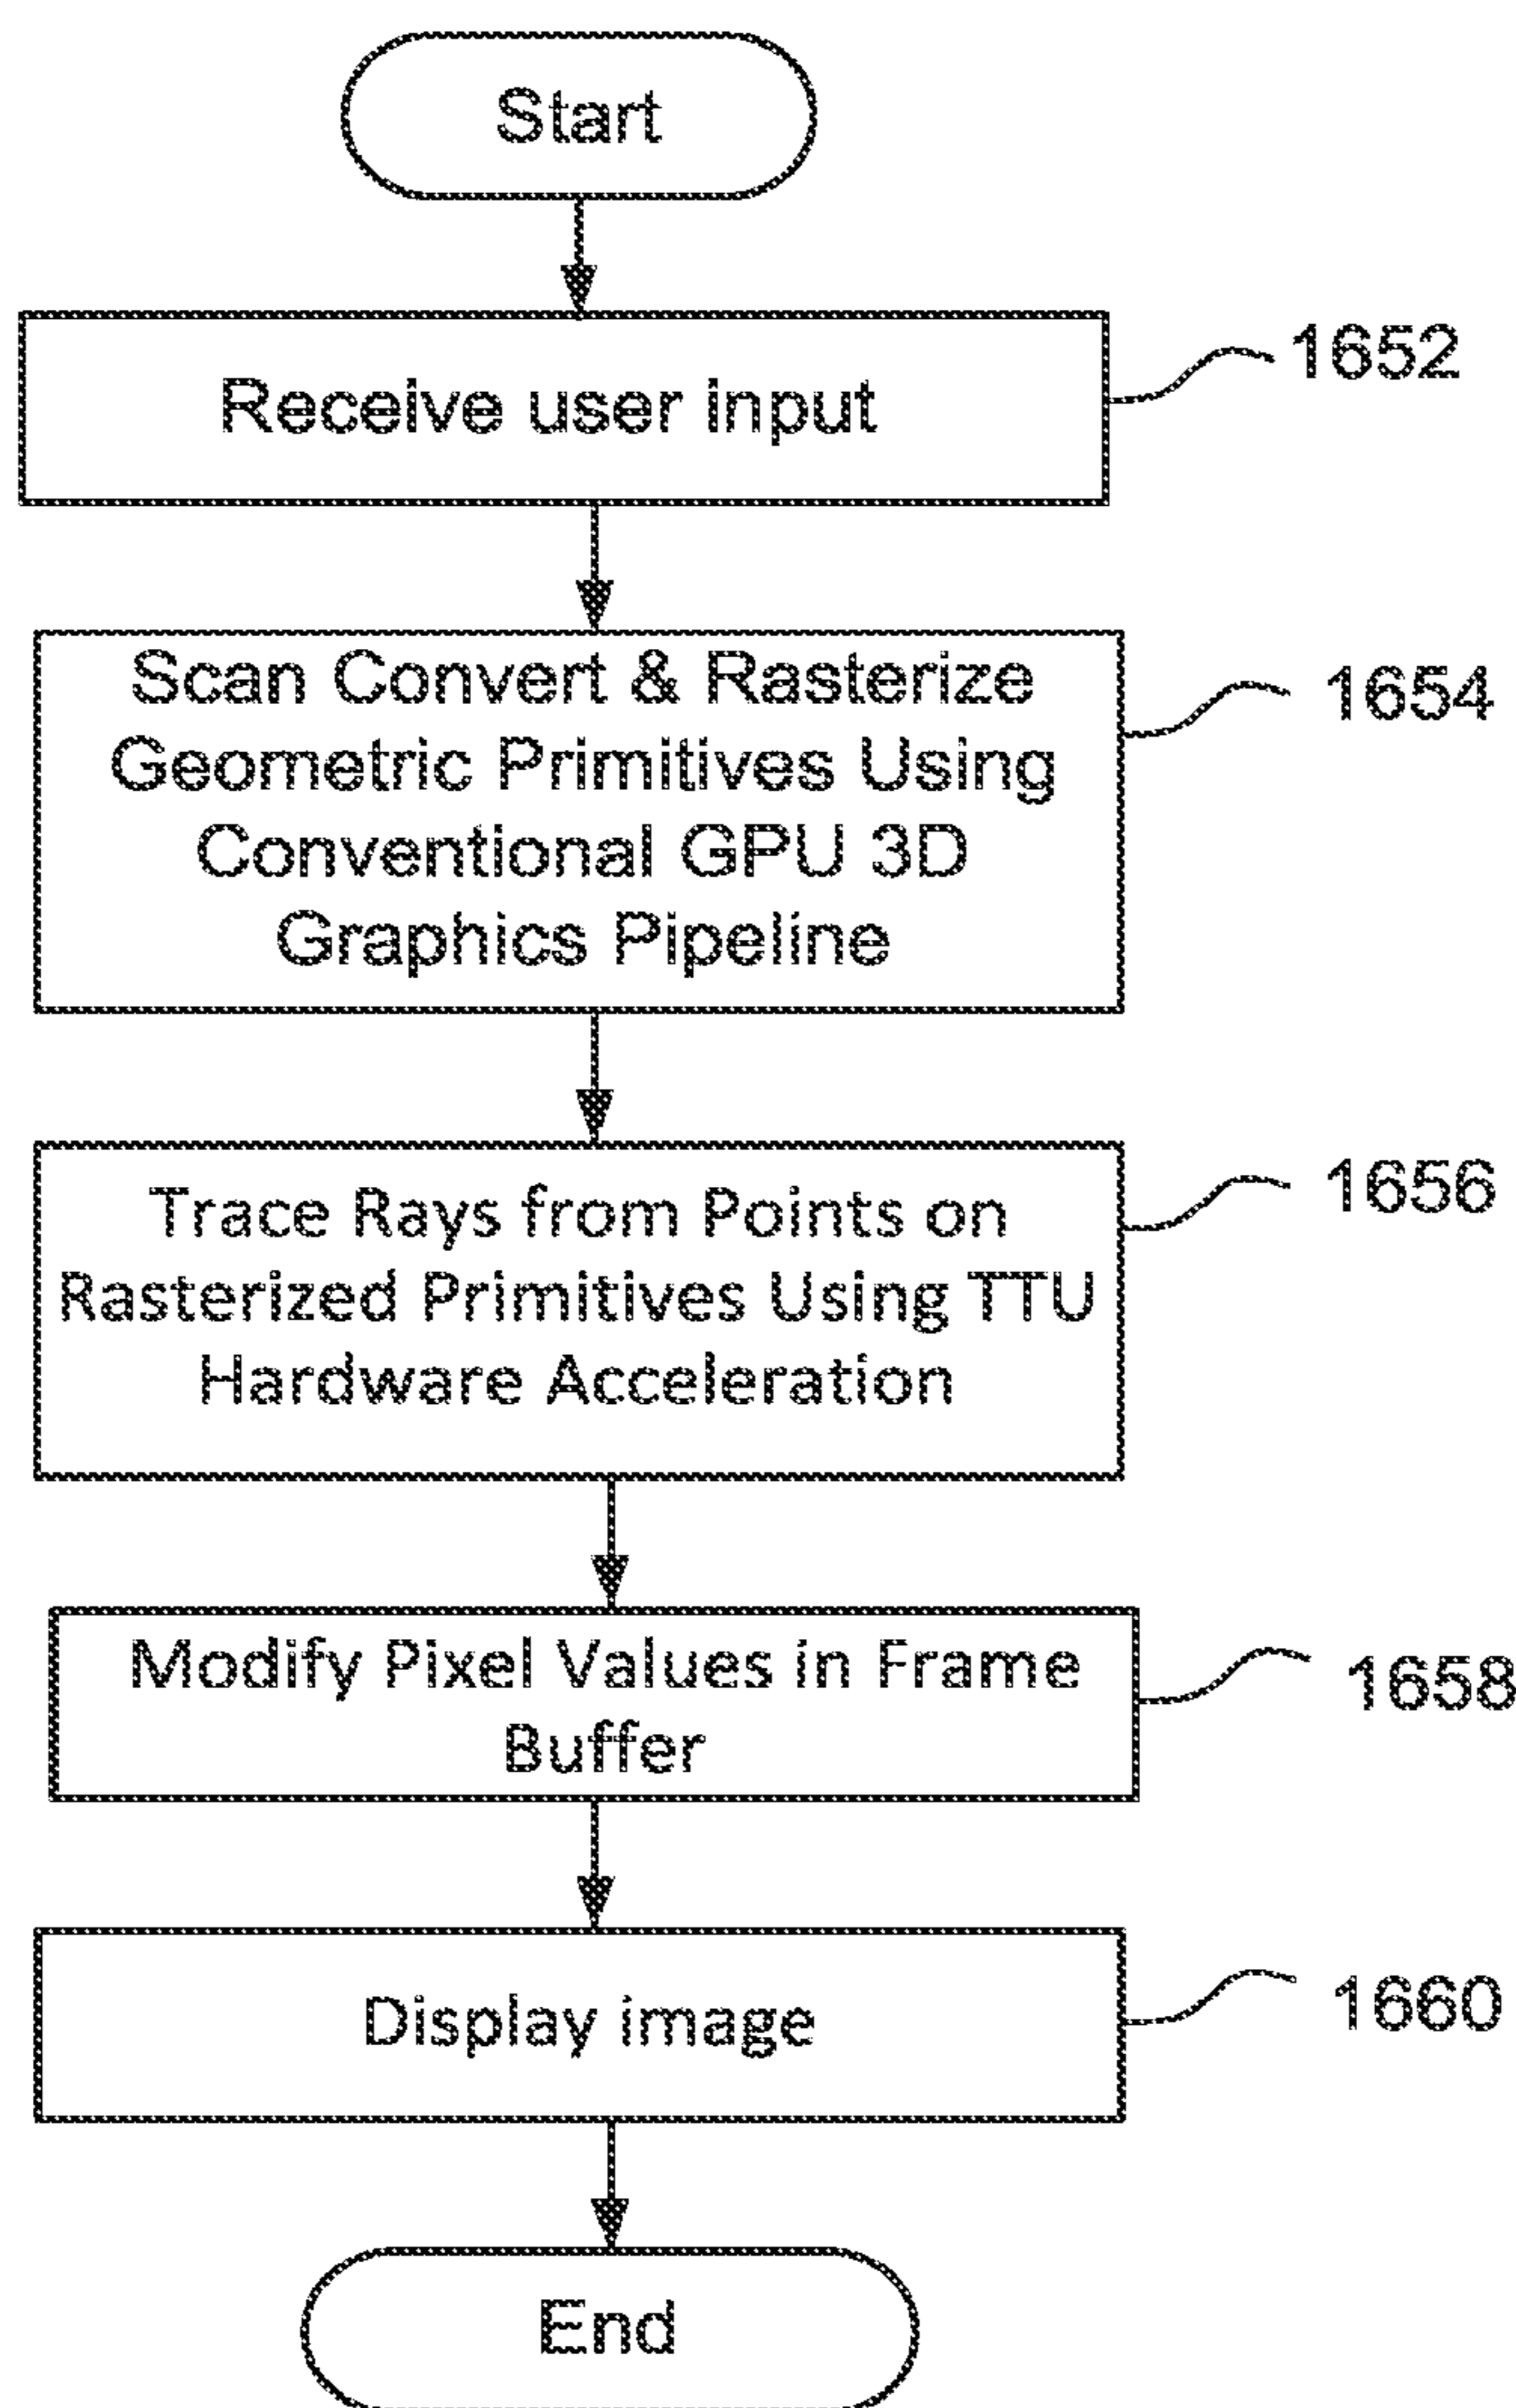 Start
Receive user input
1652
Scan Convert & Rasterize
Geometric Primitives Using
Conventional GPU 3D
Graphics Pipeline
1654
Trace Rays from Points on
Rasterized Primitives Using TTU
Hardware Acceleration
1656
Modify Pixel Values in Frame
Buffer
1658
Display image
1660
End